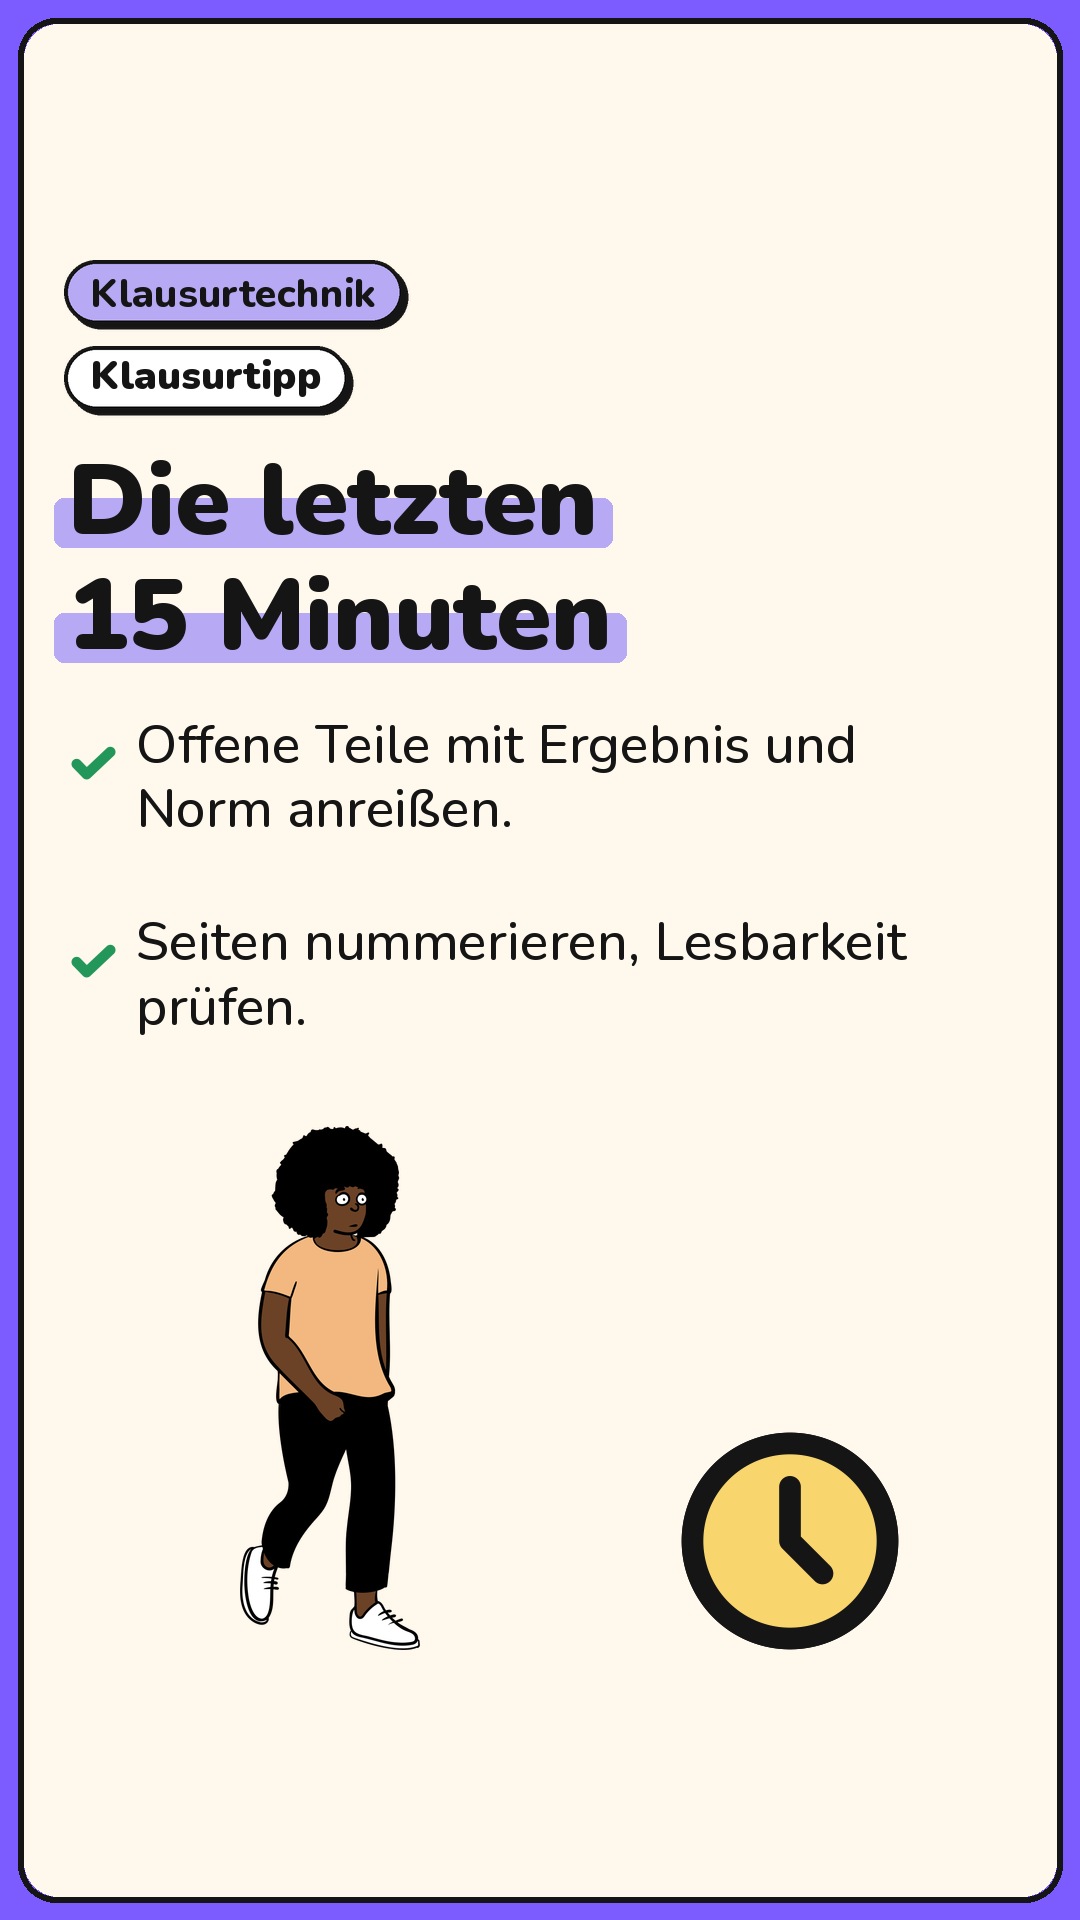 Klausurtechnik
Klausurtipp
Die letzten
15 Minuten
Offene Teile mit Ergebnis und
Norm anreißen.
Seiten nummerieren, Lesbarkeit
prüfen.